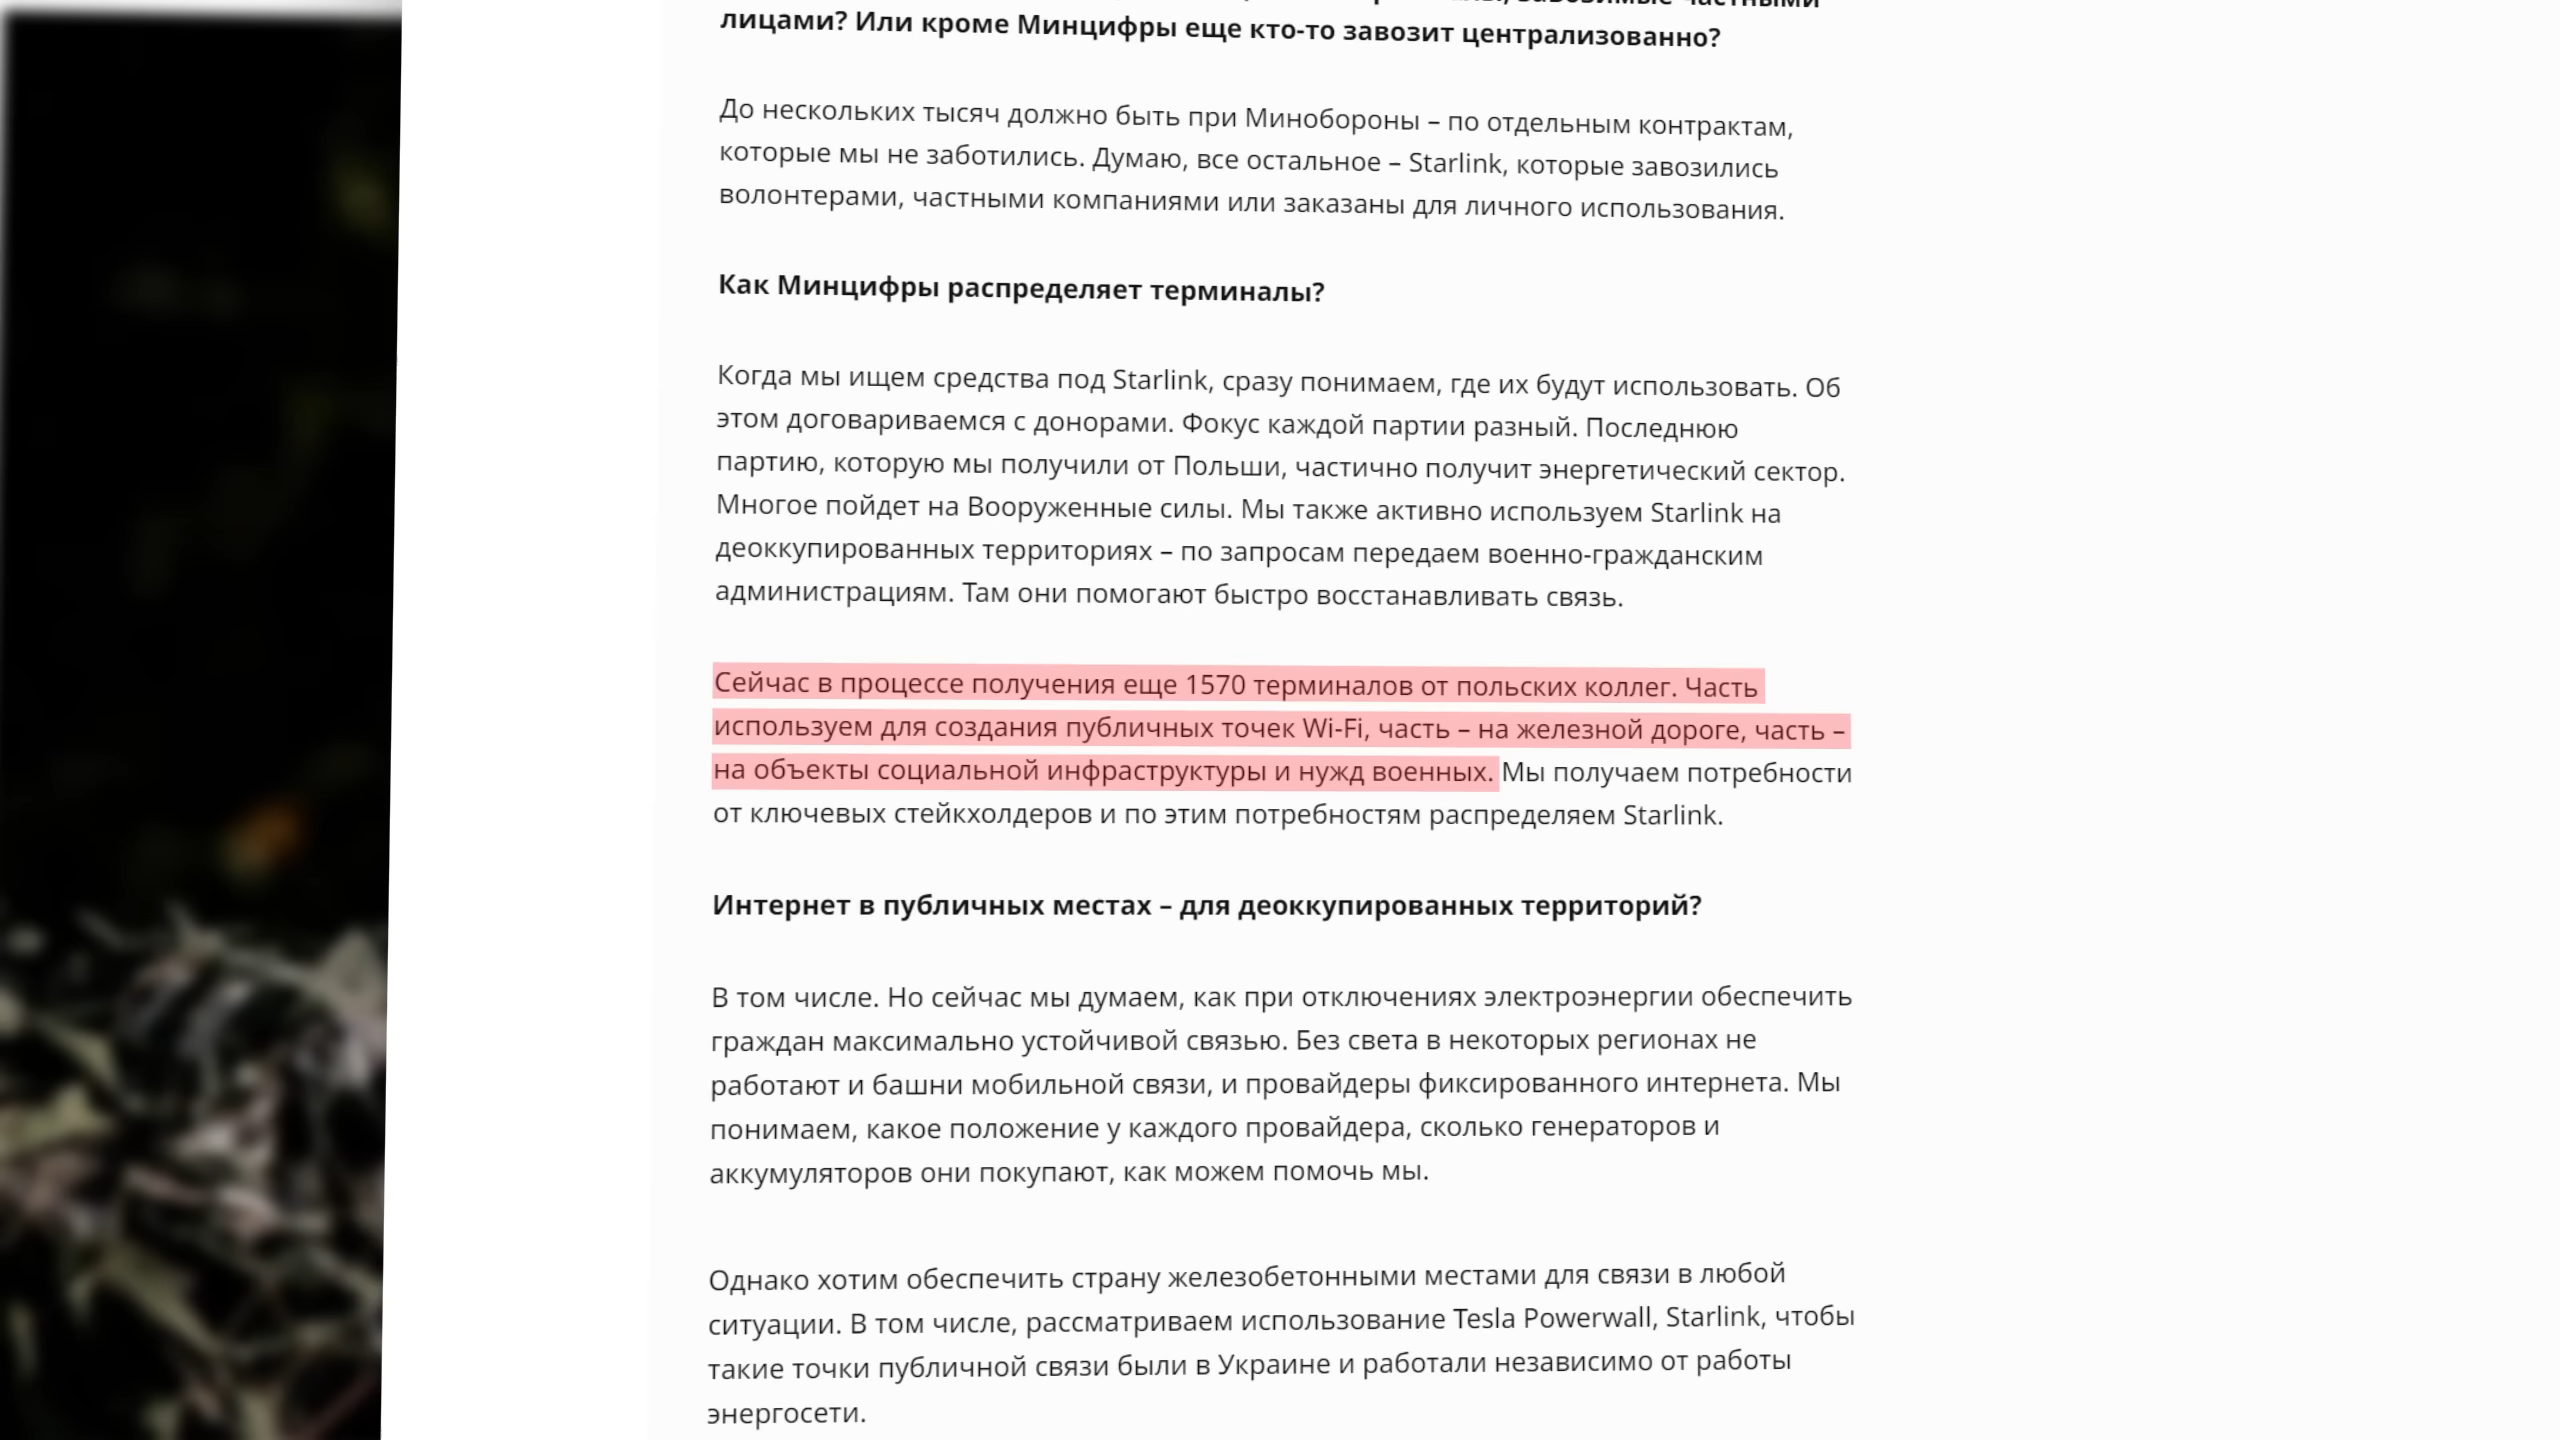 частными
лицами? Или кроме Минцифры еще кто-то завозит централизованно?
До нескольких тысяч должно быть при Минобороны – по отдельным контрактам,
которые мы не заботились. Думаю, все остальное – Starlink, которые завозились
волонтерами, частными компаниями или заказаны для личного использования.
Как Минцифры распределяет терминалы?
Когда мы ищем средства под Starlink, сразу понимаем, где их будут использовать. Об
этом договариваемся с донорами. Фокус каждой партии разный. Последнюю
партию, которую мы получили от Польши, частично получит энергетический сектор.
Многое пойдет на Вооруженные силы. Мы также активно используем Starlink на
деоккупированных территориях – по запросам передаем военно-гражданским
администрациям. Там они помогают быстро восстанавливать связь.
Сейчас в процессе получения еще 1570 терминалов от польских коллег. Часть
используем для создания публичных точек Wi-Fi, часть – на железной дороге, часть –
на объекты социальной инфраструктуры и нужд военных. Мы получаем потребности
от ключевых стейкхолдеров и по этим потребностям распределяем Starlink.
Интернет в публичных местах – для деоккупированных территорий?
В том числе. Но сейчас мы думаем, как при отключениях электроэнергии обеспечить
граждан максимально устойчивой связью. Без света в некоторых регионах не
работают и башни мобильной связи, и провайдеры фиксированного интернета. Мы
понимаем, какое положение у каждого провайдера, сколько генераторов и
аккумуляторов они покупают, как можем помочь мы.
Однако хотим обеспечить страну железобетонными местами для связи в любой
ситуации. В том числе, рассматриваем использование Tesla Powerwall, Starlink, чтобы
такие точки публичной связи были в Украине и работали независимо от работы
энергосети.